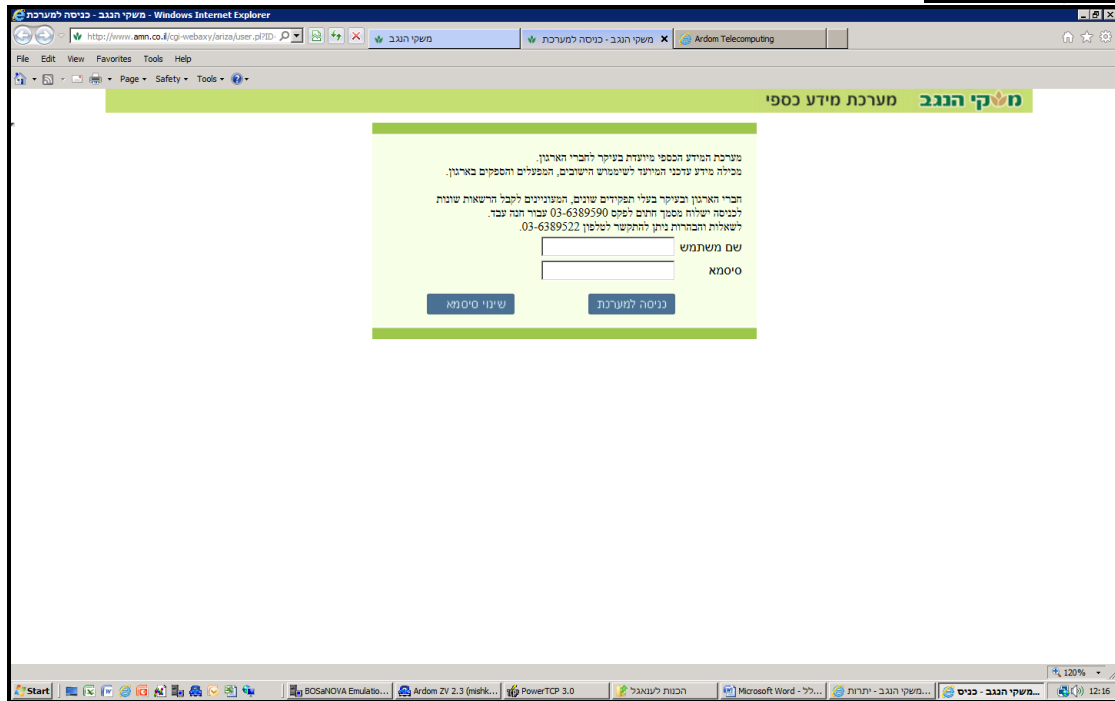 משקי הנגב - כניסה למערכת - Windows Internet Explorer
http://www.amn.co.il/cgi-webaxy/ariza/user.pl?ID-
משקי הנגב
משקי הנגב - כניסה למערכת
Ardom Telecomputing
File Edit View Favorites Tools Help
Page Safety Tools
משקי הנגב מערכת מידע כספי
מערכת המידע הכספי מיועדת בעיקר לחברי הארגון.
מכילה מידע עדכני המיועד לשיממוש הישובים, המפעלים והספקים בארגון.
חברי הארגון ובעיקר בעלי תפקידים שונים, המעוניינים לקבל הרשאות שונות
לכניסה ישלוח מסמך חתום לפקס 03-6389590 עבור חנה עבד.
לשאלות והבהרות ניתן להתקשר לטלפון 03-6389522.
שם משתמש
סיסמא
כניסה למערכת שינוי סיסמא
120%
Start BOSaNOVA Emulatio... Ardom ZV 2.3 (mishk... PowerTCP 3.0 הכנות לענאגל Microsoft Word - כלל... משקי הנגב - יתרות... משקי הנגב - כניס... 12:16